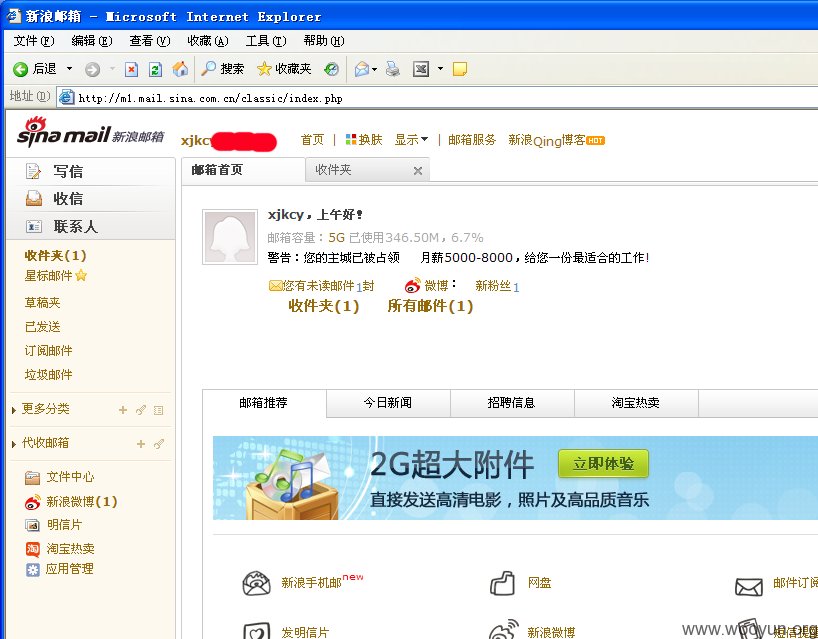 新浪邮箱 - Microsoft Internet Explorer
文件(F) 编辑(E) 查看(V) 收藏(A) 工具(T) 帮助(H)
后退 搜索 收藏夹
地址(D) http://m1.mail.sina.com.cn/classic/index.php
sina mail 新浪邮箱 xjkcy 首页 | 换肤 显示 | 邮箱服务 新浪Qing博客 HOT
写信
收信
联系人
收件夹(1)
星标邮件
草稿夹
已发送
订阅邮件
垃圾邮件
更多分类
代收邮箱
文件中心
新浪微博(1)
明信片
淘宝热卖
应用管理
邮箱首页 收件夹
xjkcy，上午好！
邮箱容量：5G 已使用346.50M，6.7%
警告：您的主城已被占领 月薪5000-8000，给您一份最适合的工作！
您有未读邮件1封 微博： 新粉丝1
收件夹(1) 所有邮件(1)
邮箱推荐 今日新闻 招聘信息 淘宝热卖
2G超大附件 立即体验
直接发送高清电影，照片及高品质音乐
新浪手机邮new 网盘 邮件订阅
发明信片 新浪微博
www.wooyun.org